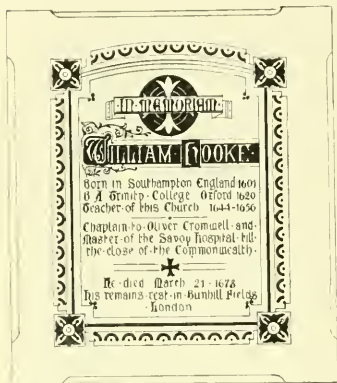 IN·MEMORIAM·
WILLIAM·HOOKE·
Born in Southampton England 1601
B A Trinity·College Oxford 1620
Teacher·of this Church 1644-1656
Chaplain·to·Oliver Cromwell·and·
Master·of the Savoy Hospital·till·
the·close of·the Commonwealth·
He·died March 21·1678
his remains·rest·in·Bunhill Fields
·London